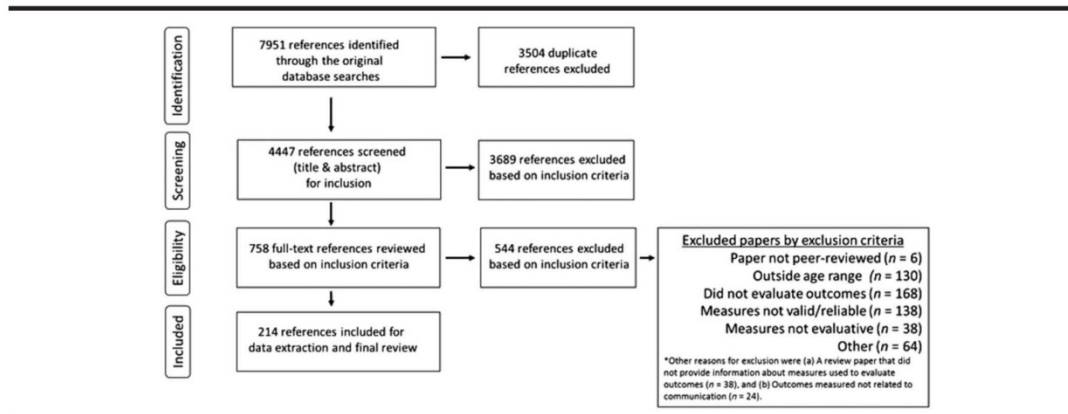 Identification
7951 references identified
through the original
database searches
3504 duplicate
references excluded
Screening
4447 references screened
(title & abstract)
for inclusion
3689 references excluded
based on inclusion criteria
Eligibility
758 full-text references reviewed
based on inclusion criteria
544 references excluded
based on inclusion criteria
Excluded papers by exclusion criteria
Paper not peer-reviewed (n = 6)
Outside age range (n = 130)
Did not evaluate outcomes (n = 168)
Measures not valid/reliable (n = 138)
Measures not evaluative (n = 38)
Other (n = 64)
*Other reasons for exclusion were (a) A review paper that did
not provide information about measures used to evaluate
outcomes (n = 38), and (b) Outcomes measured not related to
communication (n = 24).
Included
214 references included for
data extraction and final review